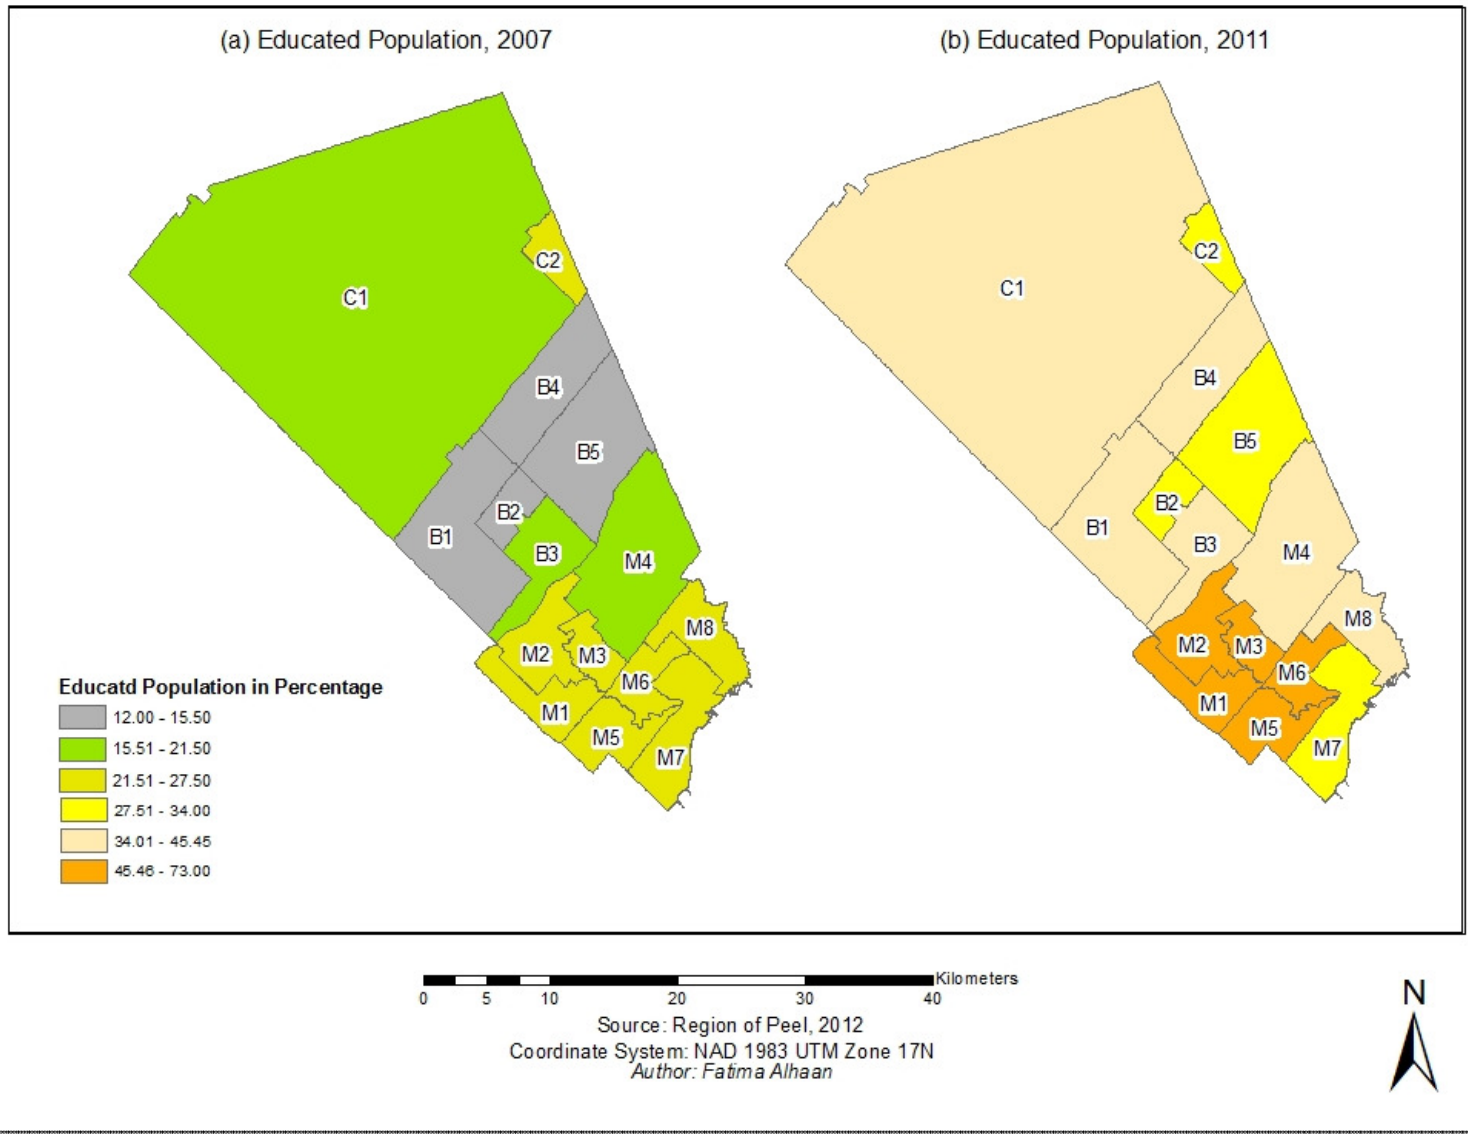 (a) Educated Population, 2007
(b) Educated Population, 2011
C1
C2
B4
B5
B2
B1
B3
M4
M8
M2
M3
M6
M1
M5
M7
C2
C1
B4
B5
B2
B1
B3
M4
M8
M2
M3
M6
M1
M5
M7
Educatd Population in Percentage
12.00 - 15.50
15.51 - 21.50
21.51 - 27.50
27.51 - 34.00
34.01 - 45.45
45.46 - 73.00
Kilometers
0 5 10 20 30 40
Source: Region of Peel, 2012
Coordinate System: NAD 1983 UTM Zone 17N
Author: Fatima Alhaan
N